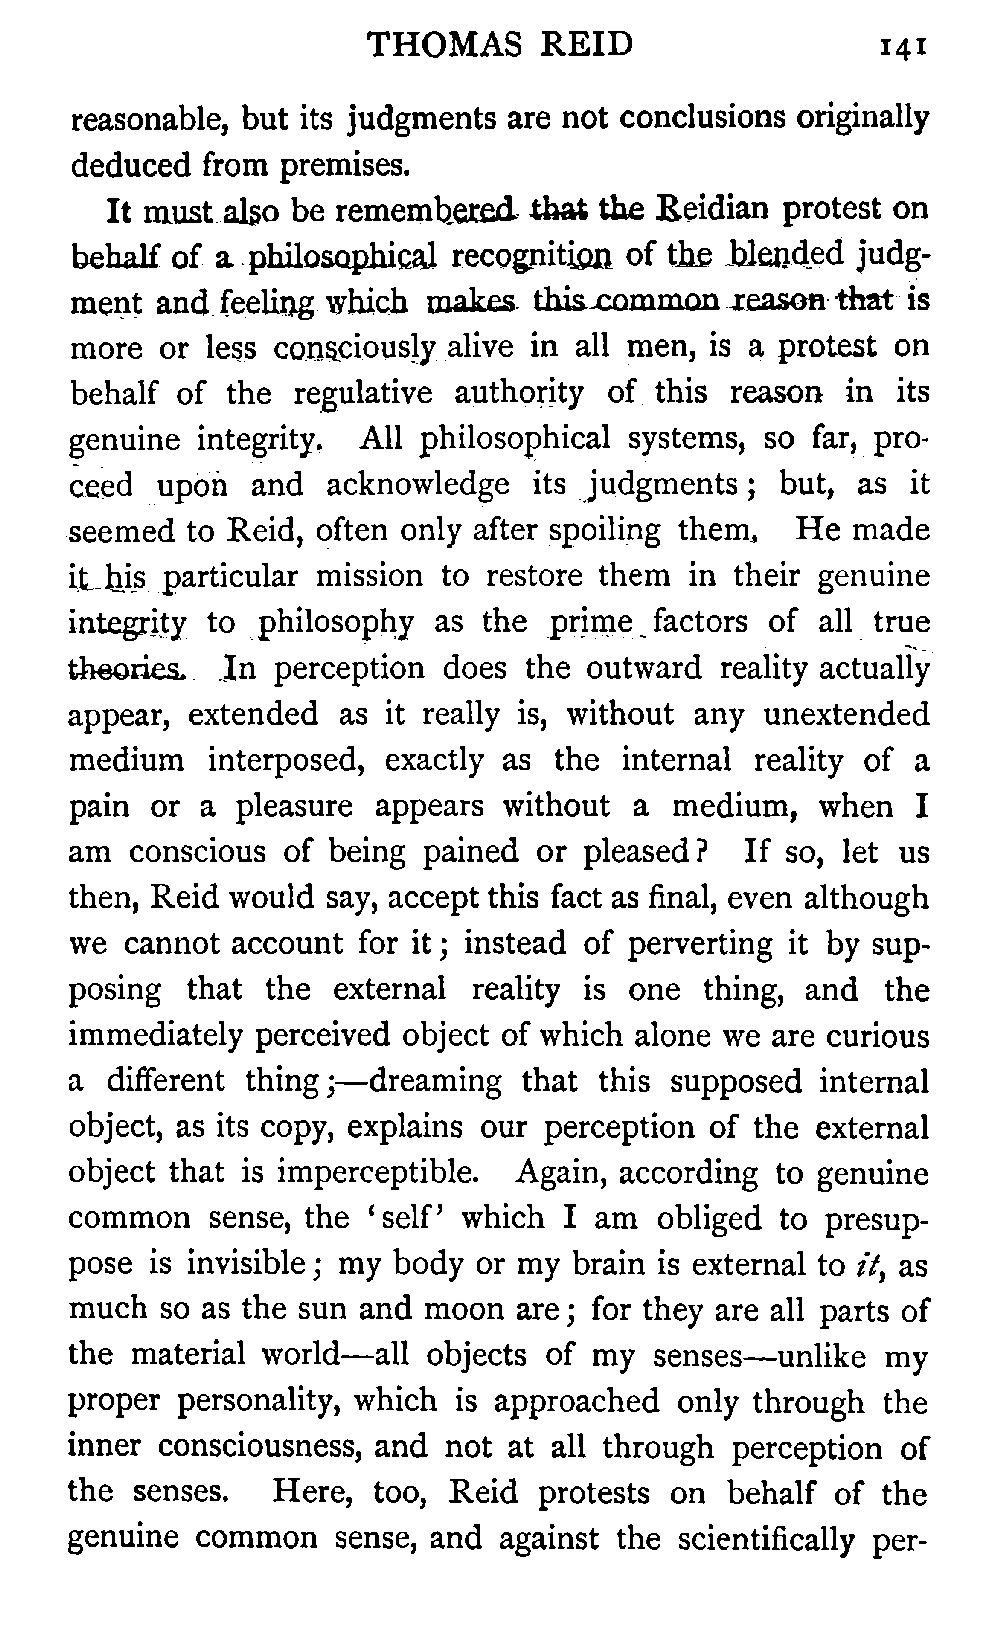 THOMAS REID 141
reasonable, but its judgments are not conclusions originally
deduced from premises.
It must also be remembered that the Reidian protest on
behalf of a philosophical recognition of the blended judg-
ment and feeling which makes this common reason that is
more or less consciously alive in all men, is a protest on
behalf of the regulative authority of this reason in its
genuine integrity. All philosophical systems, so far, pro-
ceed upon and acknowledge its judgments; but, as it
seemed to Reid, often only after spoiling them. He made
it his particular mission to restore them in their genuine
integrity to philosophy as the prime factors of all true
theories. In perception does the outward reality actually
appear, extended as it really is, without any unextended
medium interposed, exactly as the internal reality of a
pain or a pleasure appears without a medium, when I
am conscious of being pained or pleased? If so, let us
then, Reid would say, accept this fact as final, even although
we cannot account for it; instead of perverting it by sup-
posing that the external reality is one thing, and the
immediately perceived object of which alone we are curious
a different thing;—dreaming that this supposed internal
object, as its copy, explains our perception of the external
object that is imperceptible. Again, according to genuine
common sense, the ‘self’ which I am obliged to presup-
pose is invisible; my body or my brain is external to it, as
much so as the sun and moon are; for they are all parts of
the material world—all objects of my senses—unlike my
proper personality, which is approached only through the
inner consciousness, and not at all through perception of
the senses. Here, too, Reid protests on behalf of the
genuine common sense, and against the scientifically per-